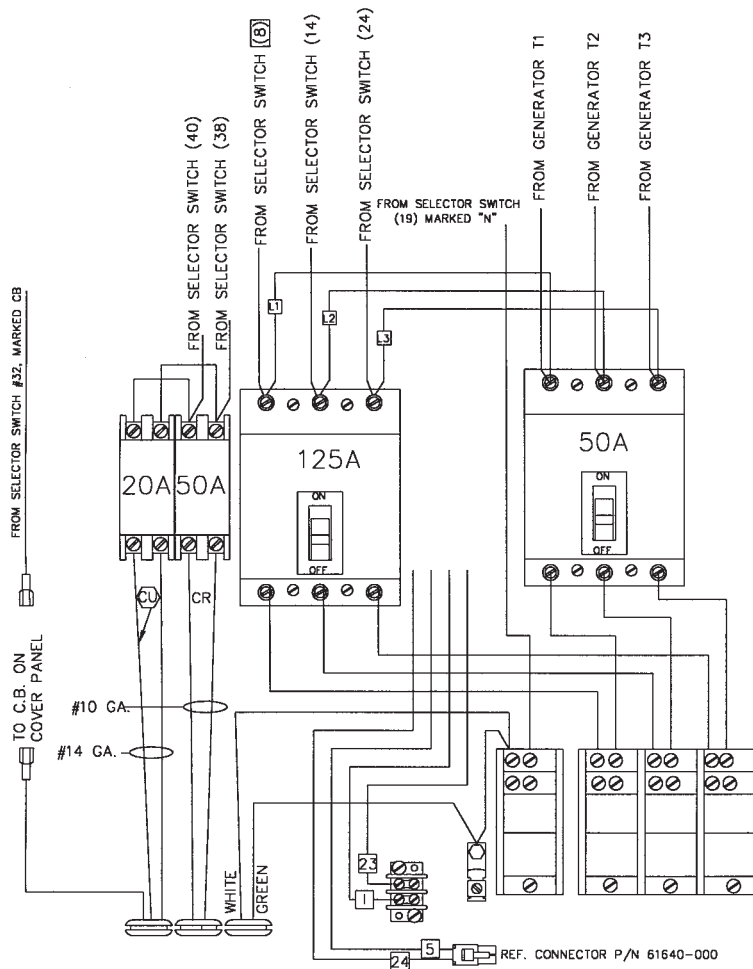 FROM SELECTOR SWITCH (8)
FROM SELECTOR SWITCH (14)
FROM SELECTOR SWITCH (24)
FROM GENERATOR T1
FROM GENERATOR T2
FROM GENERATOR T3
FROM SELECTOR SWITCH (40)
FROM SELECTOR SWITCH (38)
FROM SELECTOR SWITCH
(19) MARKED "N"
FROM SELECTOR SWITCH #32, MARKED CB
L1
L2
L3
20A
50A
125A
ON
OFF
50A
ON
OFF
CU
CR
TO C.B. ON
COVER PANEL
#10 GA.
#14 GA.
WHITE
GREEN
23
1
5
24
REF. CONNECTOR P/N 61640-000